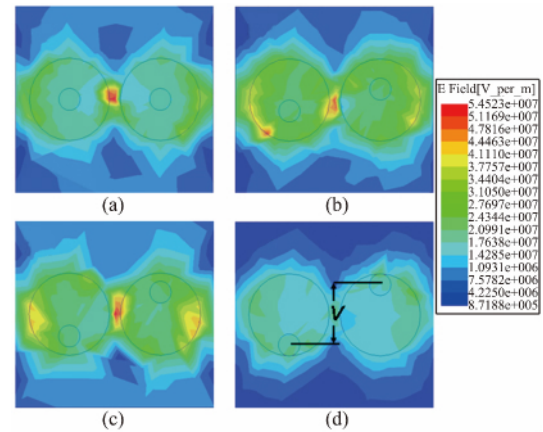 (a)
(b)
E Field[V_per_m]
5.4523e+007
5.1169e+007
4.7816e+007
4.4463e+007
4.1110e+007
3.7757e+007
3.4404e+007
3.1050e+007
2.7697e+007
2.4344e+007
2.0991e+007
1.7638e+007
1.4285e+007
1.0931e+006
7.5782e+006
4.2250e+006
8.7188e+005
V
(c)
(d)